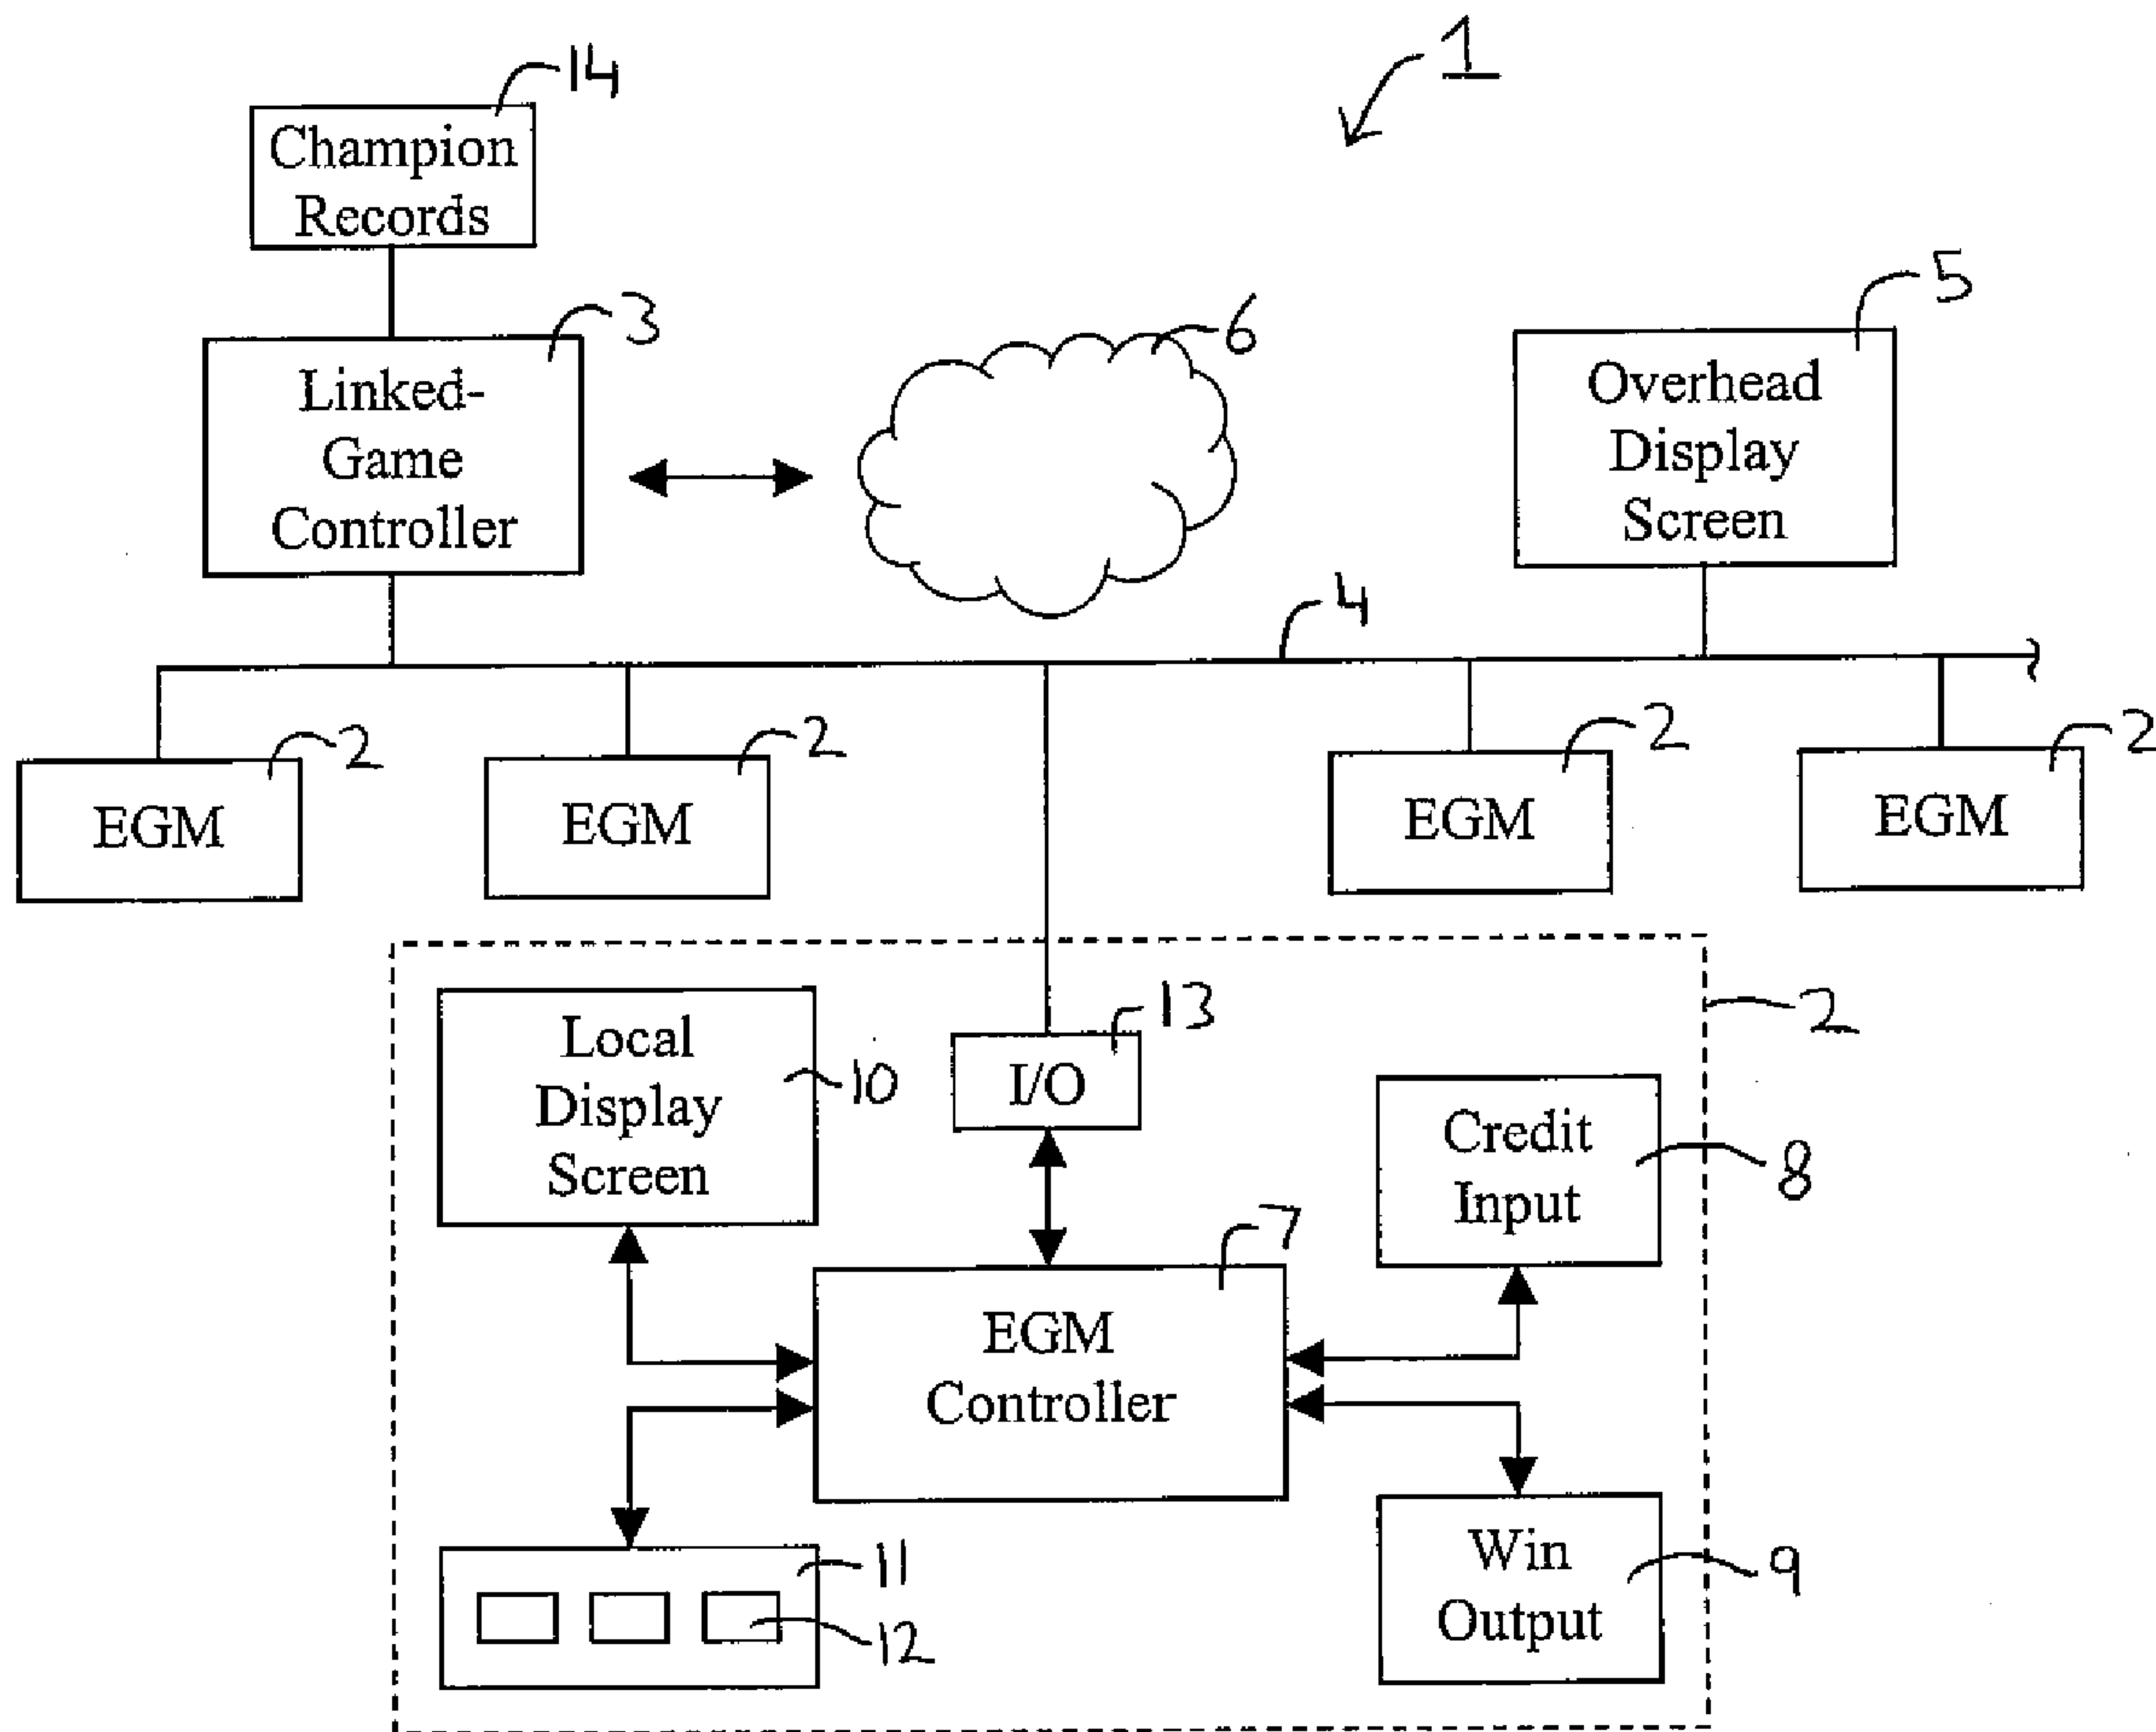 14
1
Champion
Records
3
6
5
Linked-
Game
Controller
Overhead
Display
Screen
4
2
2
2
2
EGM
EGM
EGM
EGM
Local
Display
Screen
10
13
I/O
2
Credit
Input
8
7
EGM
Controller
11
12
Win
Output
9